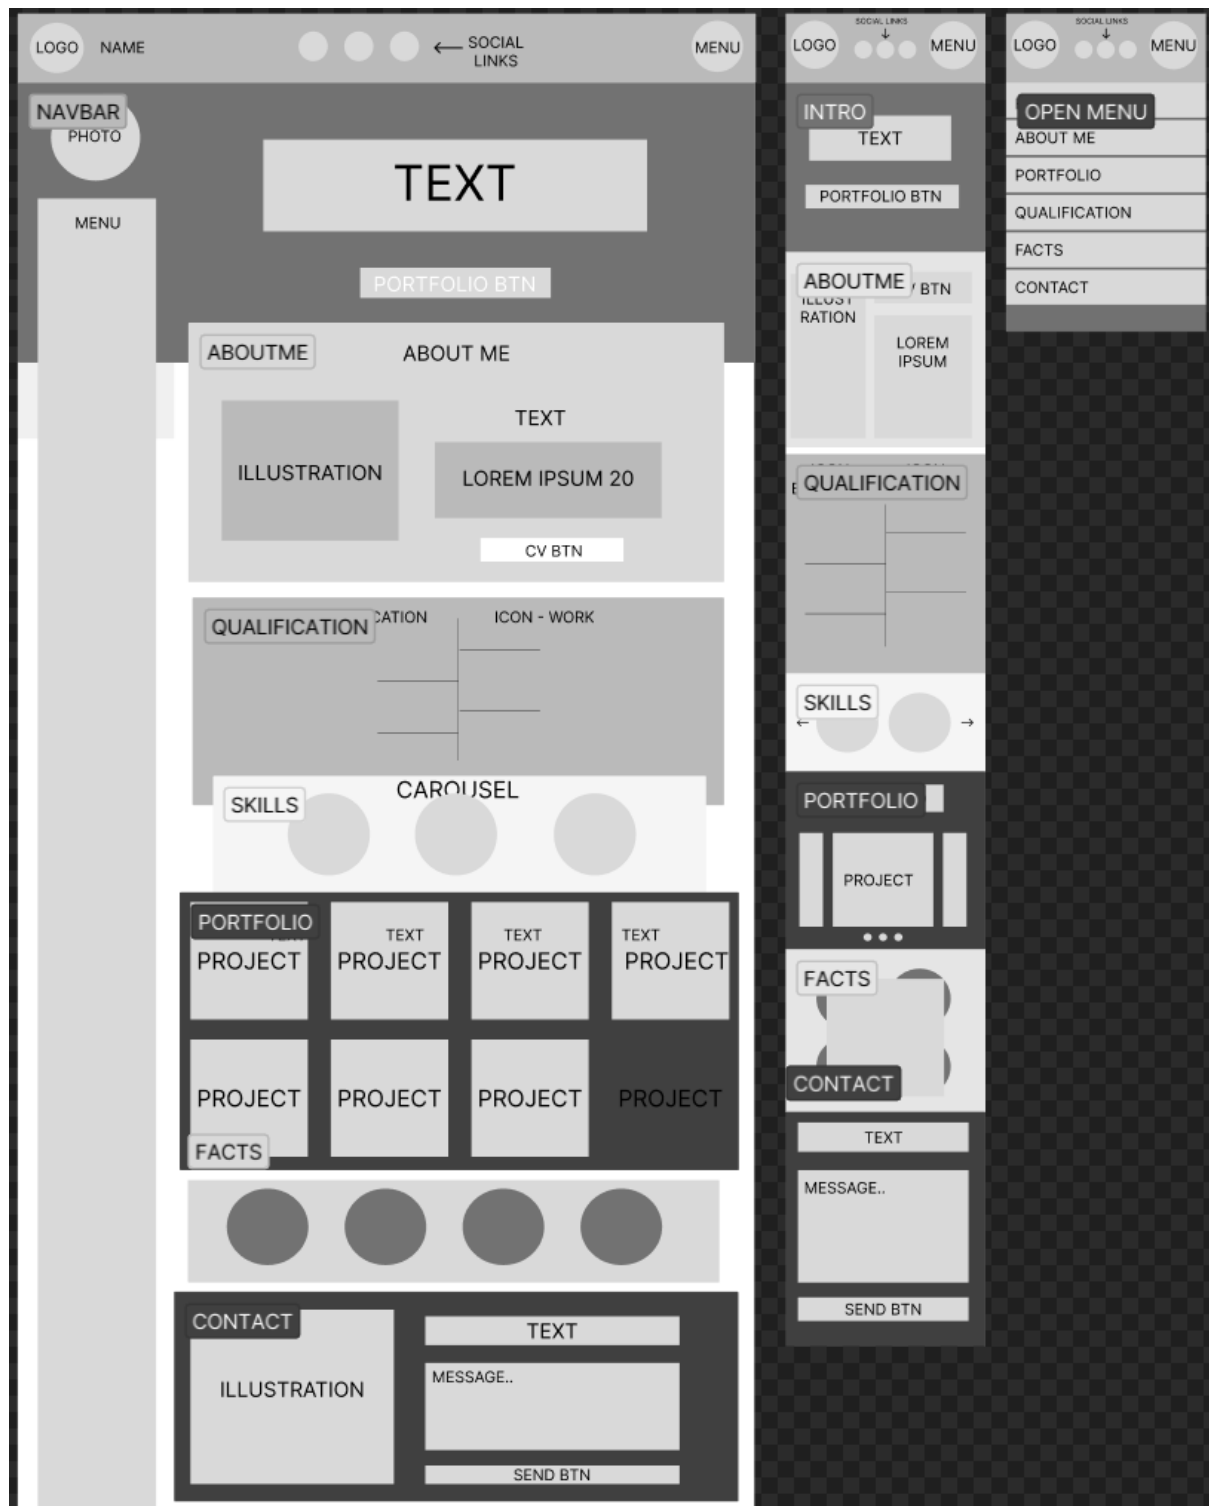 LOGO
NAME
SOCIAL
LINKS
MENU
NAVBAR
PHOTO
TEXT
MENU
PORTFOLIO BTN
ABOUTME
ABOUT ME
TEXT
ILLUSTRATION
LOREM IPSUM 20
CV BTN
QUALIFICATION
CATION
ICON - WORK
CAROUSEL
SKILLS
PORTFOLIO
TEXT
TEXT
TEXT
TEXT
PROJECT
PROJECT
PROJECT
PROJECT
PROJECT
PROJECT
PROJECT
PROJECT
FACTS
CONTACT
TEXT
ILLUSTRATION
MESSAGE..
SEND BTN
SOCIAL LINKS
LOGO
MENU
INTRO
TEXT
PORTFOLIO BTN
ABOUTME
BTN
ILLUST
RATION
LOREM
IPSUM
QUALIFICATION
SKILLS
PORTFOLIO
PROJECT
FACTS
CONTACT
TEXT
MESSAGE..
SEND BTN
SOCIAL LINKS
LOGO
MENU
OPEN MENU
ABOUT ME
PORTFOLIO
QUALIFICATION
FACTS
CONTACT